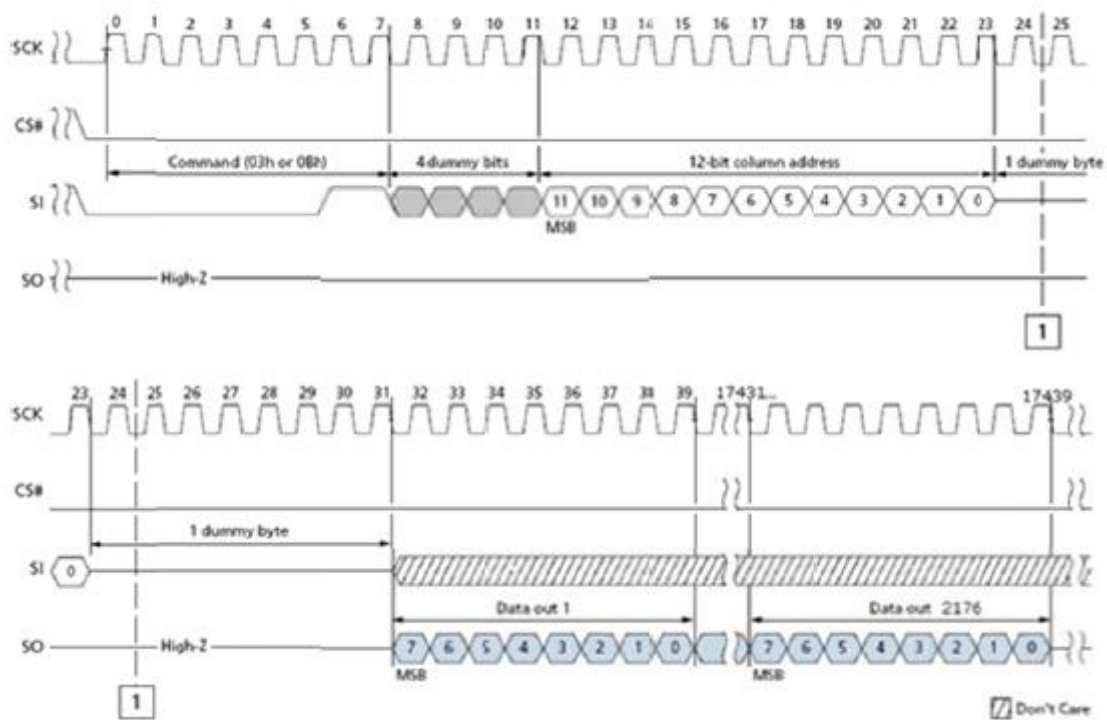 0 1 2 3 4 5 6 7 8 9 10 11 12 13 14 15 16 17 18 19 20 21 22 23 24 25
SCK
CS#
Command (03h or 0Bh) 4 dummy bits 12-bit column address 1 dummy byte
SI 11 10 9 8 7 6 5 4 3 2 1 0
MSB
SO High-Z
1
23 24 25 26 27 28 29 30 31 32 33 34 35 36 37 38 39 17431... 17439
SCK
CS#
1 dummy byte
SI 0
Data out 1 Data out 2176
SO High-Z 7 6 5 4 3 2 1 0 7 6 5 4 3 2 1 0
MSB MSB
1
Don't Care